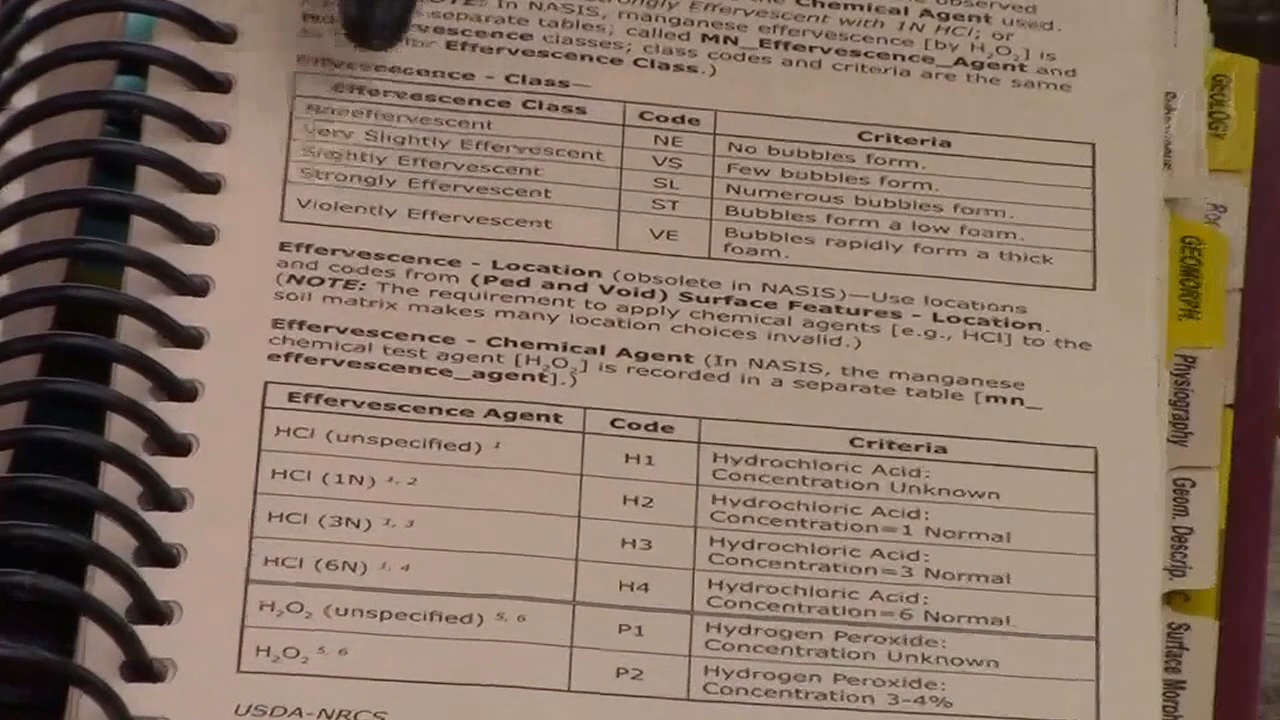 observed
Chemical Agent used.
In NASIS, Strongly Effervescent with 1N HCl; or
separate tables, manganese effervescence [by H₂O₂] is
called MN_Effervescence_Agent and
classes; class codes and criteria are the same
Effervescence Class.)
Effervescence - Class—
Effervescence Class Code Criteria
Noneffervescent NE No bubbles form.
Very Slightly Effervescent VS Few bubbles form.
Slightly Effervescent SL Numerous bubbles form.
Strongly Effervescent ST Bubbles form a low foam.
Violently Effervescent VE Bubbles rapidly form a thick
foam.
Effervescence - Location (obsolete in NASIS)—Use locations
and codes from (Ped and Void) Surface Features - Location.
(NOTE: The requirement to apply chemical agents [e.g., HCl] to the
soil matrix makes many location choices invalid.)
Effervescence - Chemical Agent (In NASIS, the manganese
chemical test agent [H₂O₂] is recorded in a separate table [mn_
effervescence_agent].)
Effervescence Agent Code Criteria
HCl (unspecified) 1 H1 Hydrochloric Acid:
Concentration Unknown
HCl (1N) 1, 2 H2 Hydrochloric Acid:
Concentration=1 Normal
HCl (3N) 1, 3 H3 Hydrochloric Acid:
Concentration=3 Normal
HCl (6N) 1, 4 H4 Hydrochloric Acid:
Concentration=6 Normal
H₂O₂ (unspecified) 5, 6 P1 Hydrogen Peroxide:
Concentration Unknown
H₂O₂ 5, 6 P2 Hydrogen Peroxide:
Concentration 3-4%
USDA-NRCS
GEOLOGY
GEOMORPH.
Physiography
Geom. Descrip.
Surface Morph